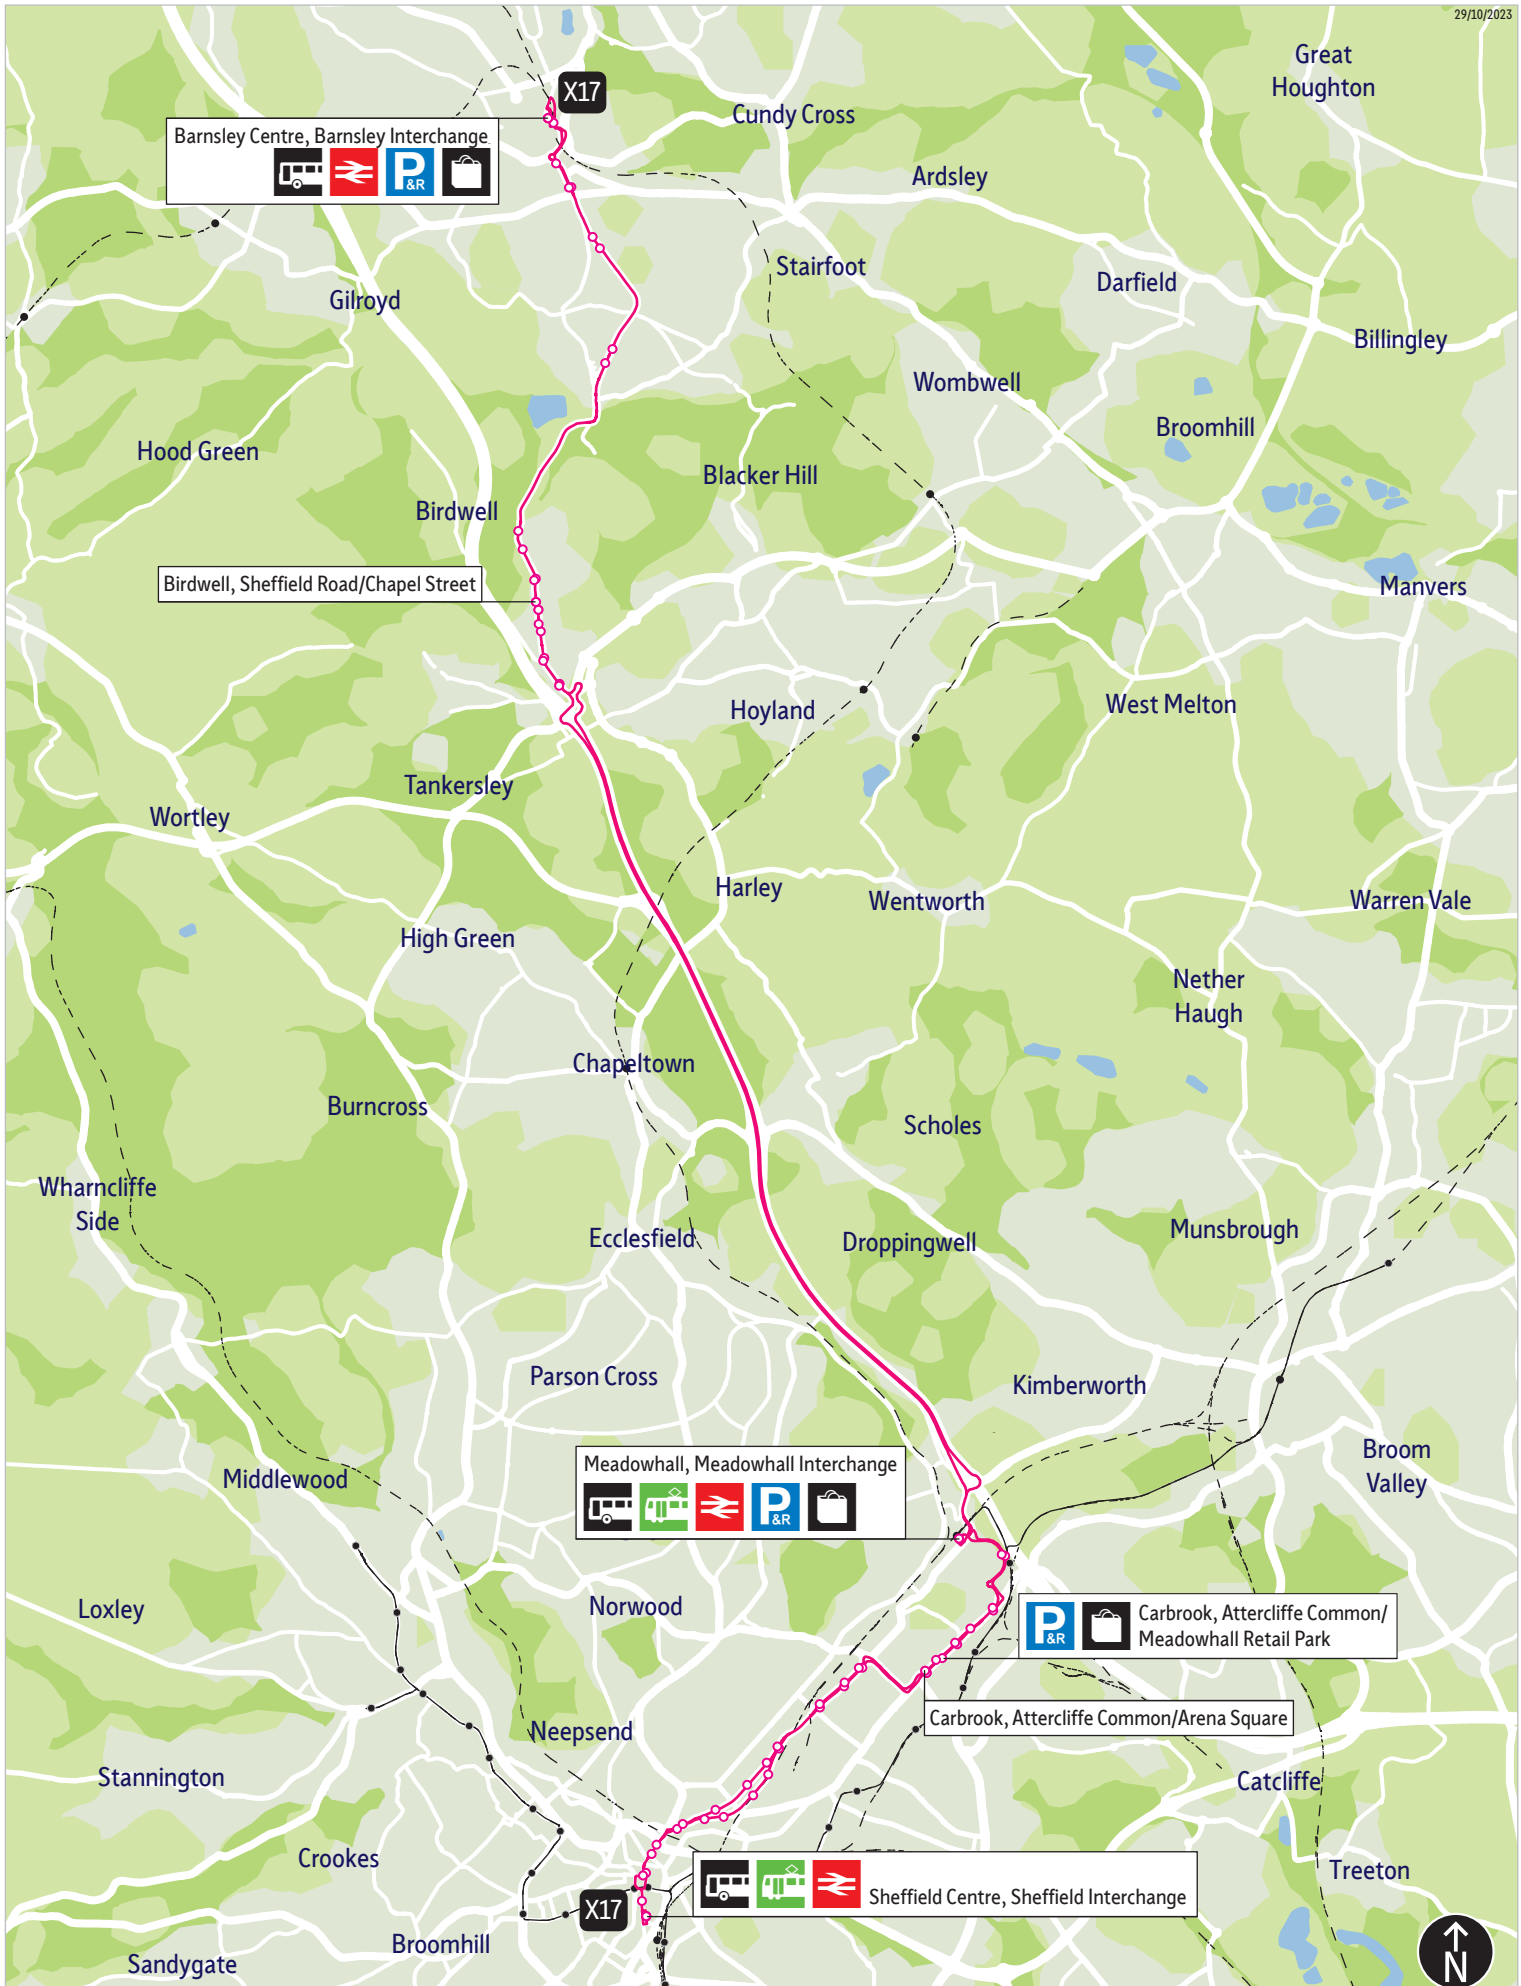 29/10/2023
Great
Houghton
X17
Cundy Cross
Barnsley Centre, Barnsley Interchange
P
&R
Ardsley
Stairfoot
Darfield
Gilroyd
Billingley
Wombwell
Broomhill
Hood Green
Blacker Hill
Birdwell
Birdwell, Sheffield Road/Chapel Street
Manvers
Hoyland
West Melton
Tankersley
Wortley
Harley
Wentworth
Warren Vale
High Green
Nether
Haugh
Chapeltown
Burncross
Scholes
Wharncliffe
Side
Ecclesfield
Droppingwell
Munsbrough
Parson Cross
Kimberworth
Broom
Valley
Meadowhall, Meadowhall Interchange
P
&R
Middlewood
Loxley
Norwood
P
&R
Carbrook, Attercliffe Common/
Meadowhall Retail Park
Carbrook, Attercliffe Common/Arena Square
Neepsend
Stannington
Catcliffe
Crookes
Treeton
Sheffield Centre, Sheffield Interchange
X17
Broomhill
Sandygate
N